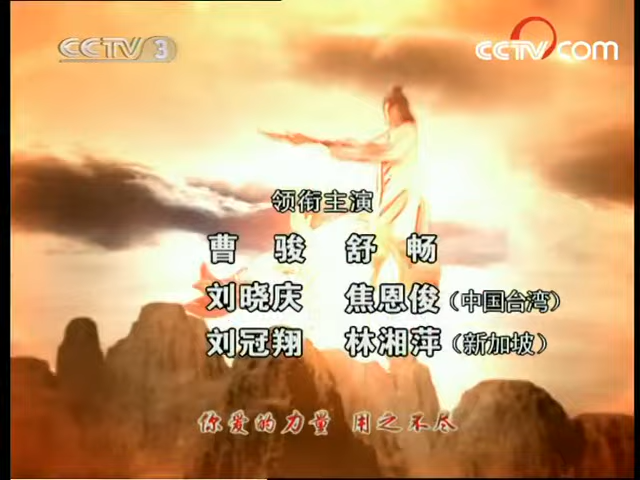 CCTV 3
CCTV.com
领衔主演
曹 骏 舒 畅
刘晓庆 焦恩俊(中国台湾)
刘冠翔 林湘萍(新加坡)
你爱的力量 用之不尽